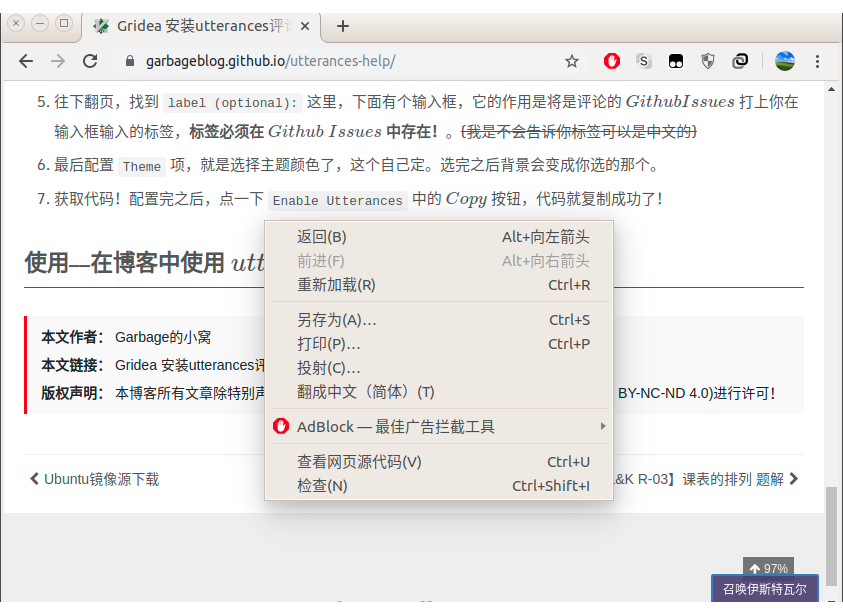 Gridea 安装utterances评
garbageblog.github.io/utterances-help/
5. 往下翻页，找到 label (optional): 这里，下面有个输入框，它的作用是将是评论的 GithubIssues 打上你在
输入框输入的标签，标签必须在 Github Issues 中存在！。(我是不会告诉你标签可以是中文的)
6. 最后配置 Theme 项，就是选择主题颜色了，这个自己定。选完之后背景会变成你选的那个。
7. 获取代码！配置完之后，点一下 Enable Utterances 中的 Copy 按钮，代码就复制成功了！
使用——在博客中使用 utt
返回(B) Alt+向左箭头
前进(F) Alt+向右箭头
重新加载(R) Ctrl+R
另存为(A)… Ctrl+S
打印(P)… Ctrl+P
投射(C)…
翻成中文（简体）(T)
AdBlock — 最佳广告拦截工具
查看网页源代码(V) Ctrl+U
检查(N) Ctrl+Shift+I
本文作者： Garbage的小窝
本文链接： Gridea 安装utterances评
版权声明： 本博客所有文章除特别声 BY-NC-ND 4.0)进行许可！
Ubuntu镜像源下载
&K R-03】课表的排列 题解
97%
召唤伊斯特瓦尔